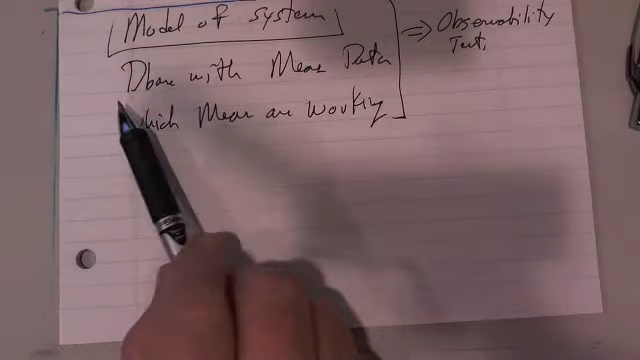 Model of system
Dbase with Meas Data
which Meas are working
⇒ Observability
Test,